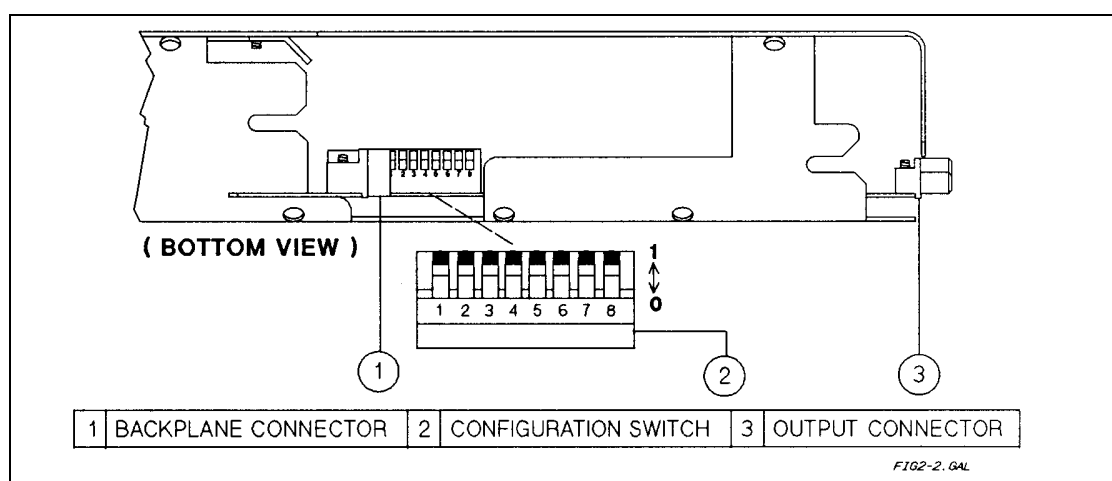 2 3 4 5 6 7 8
( BOTTOM VIEW )
1
0
1 2 3 4 5 6 7 8
1
2
3
1 BACKPLANE CONNECTOR 2 CONFIGURATION SWITCH 3 OUTPUT CONNECTOR
FIG2-2.GAL